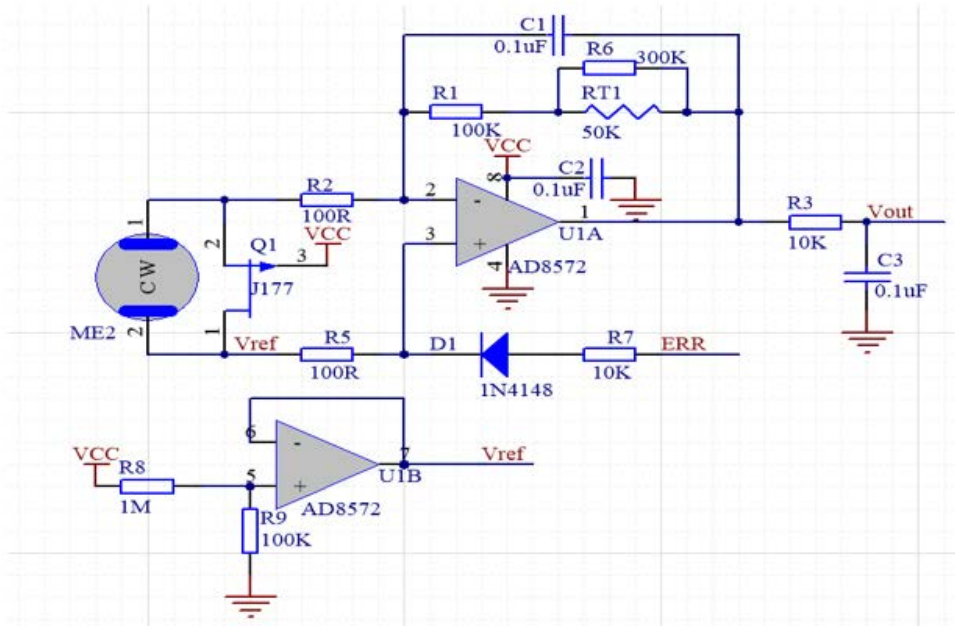 C1
0.1uF
R6
300K
R1
RT1
100K
50K
VCC
8
C2
0.1uF
R2
2
-
100R
1
R3
Vout
1
U1A
10K
2
Q1
VCC
3
3
+
CW
J177
4
AD8572
C3
0.1uF
ME2
2
1
Vref
R5
D1
R7
ERR
100R
1N4148
10K
6
-
7
Vref
VCC
R8
5
+
U1B
1M
R9
AD8572
100K